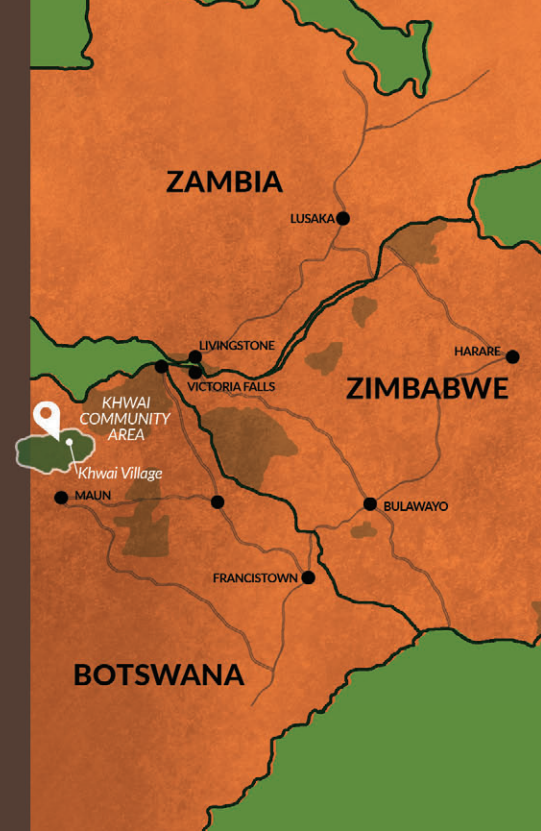 ZAMBIA
LUSAKA
LIVINGSTONE
HARARE
VICTORIA FALLS
ZIMBABWE
KHWAI
COMMUNITY
AREA
Khwai Village
MAUN
BULAWAYO
FRANCISTOWN
BOTSWANA